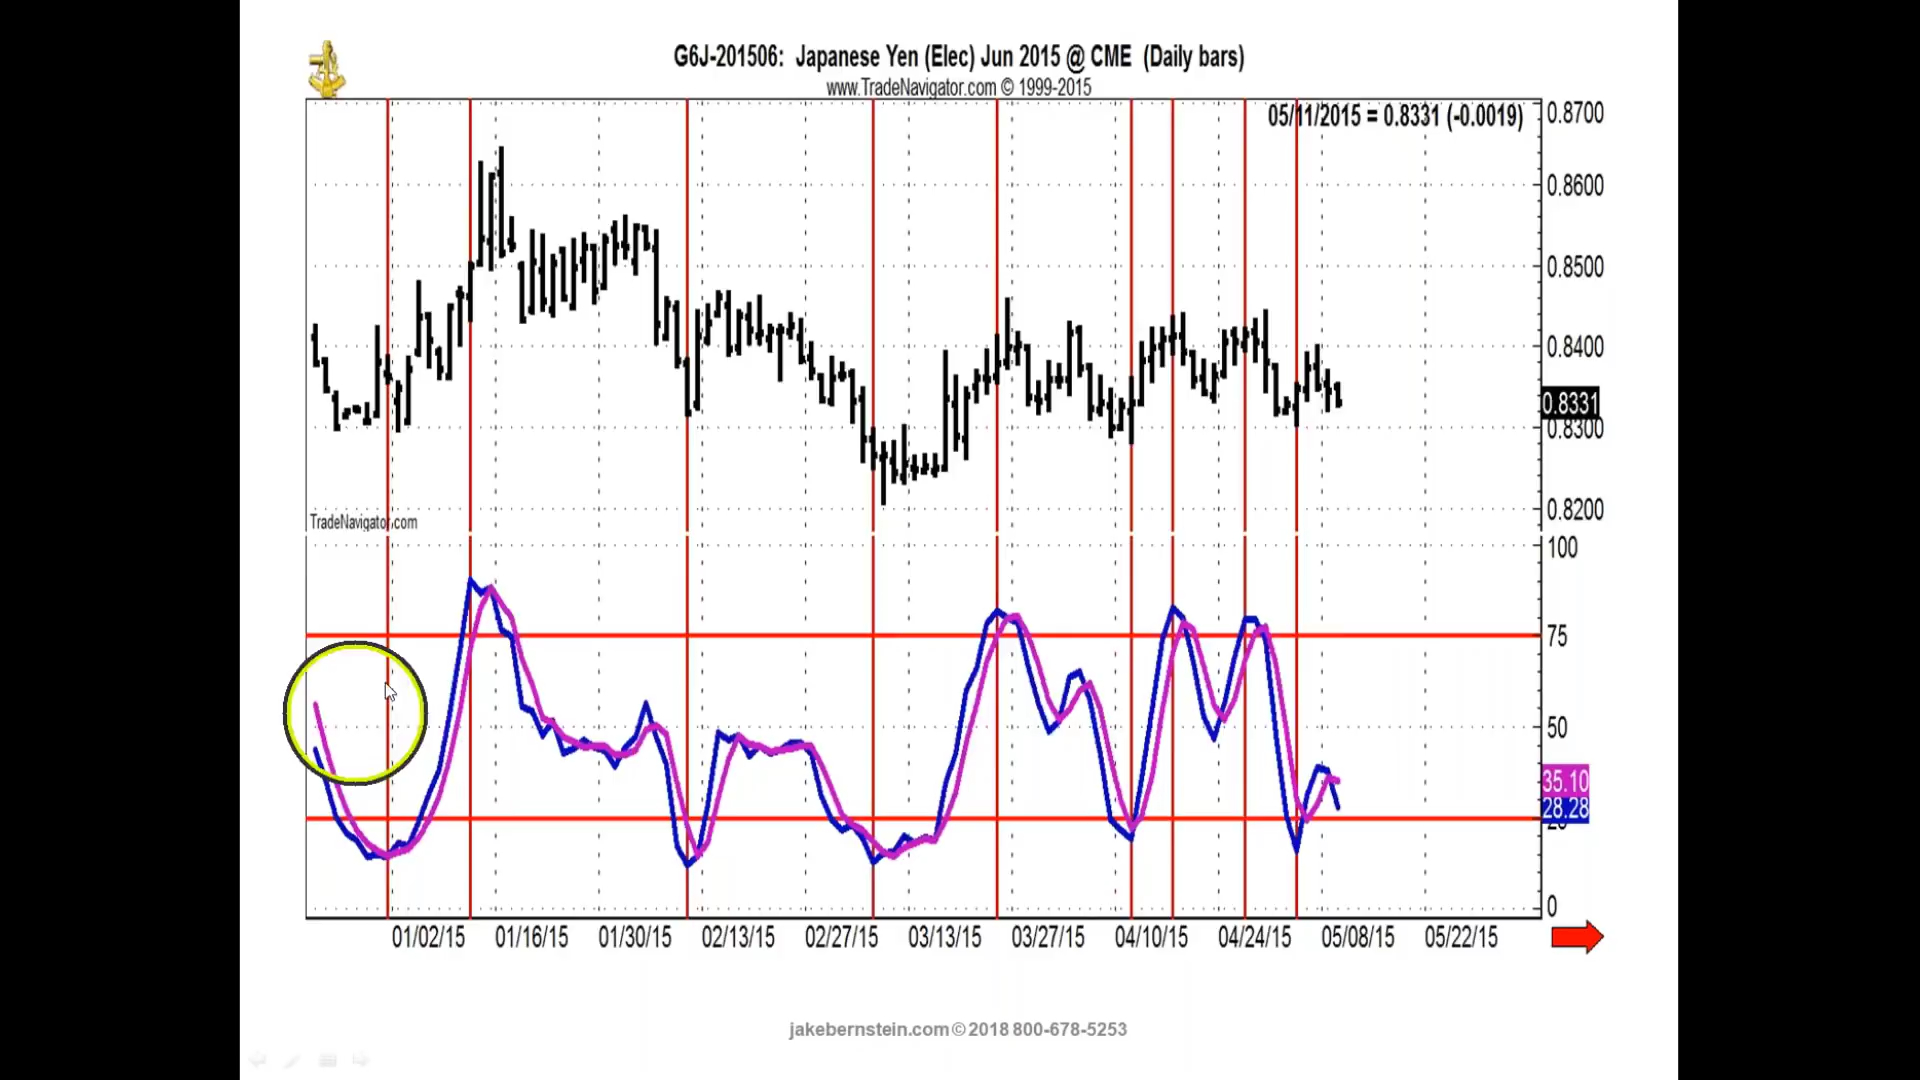 G6J-201506: Japanese Yen (Elec) Jun 2015 @ CME (Daily bars)
www.TradeNavigator.com © 1999-2015
05/11/2015 = 0.8331 (-0.0019)
0.8700
0.8600
0.8500
0.8400
0.8331
0.8300
0.8200
TradeNavigator.com
100
75
50
35.10
28.28
25
0
01/02/15 01/16/15 01/30/15 02/13/15 02/27/15 03/13/15 03/27/15 04/10/15 04/24/15 05/08/15 05/22/15
jakebernstein.com © 2018 800-678-5253